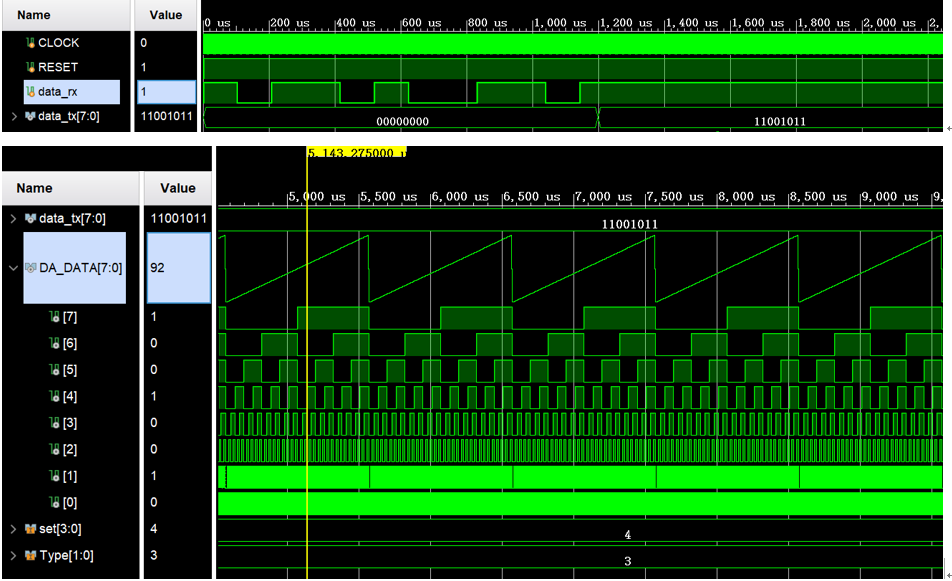 Name Value 0 us 200 us 400 us 600 us 800 us 1,000 us 1,200 us 1,400 us 1,600 us 1,800 us 2,000 us 2,
CLOCK 0
RESET 1
data_rx 1
data_tx[7:0] 11001011 00000000 11001011
5,143.275000 u
Name Value 5,000 us 5,500 us 6,000 us 6,500 us 7,000 us 7,500 us 8,000 us 8,500 us 9,000 us 9,
data_tx[7:0] 11001011 11001011
DA_DATA[7:0] 92
[7] 1
[6] 0
[5] 0
[4] 1
[3] 0
[2] 0
[1] 1
[0] 0
set[3:0] 4 4
Type[1:0] 3 3